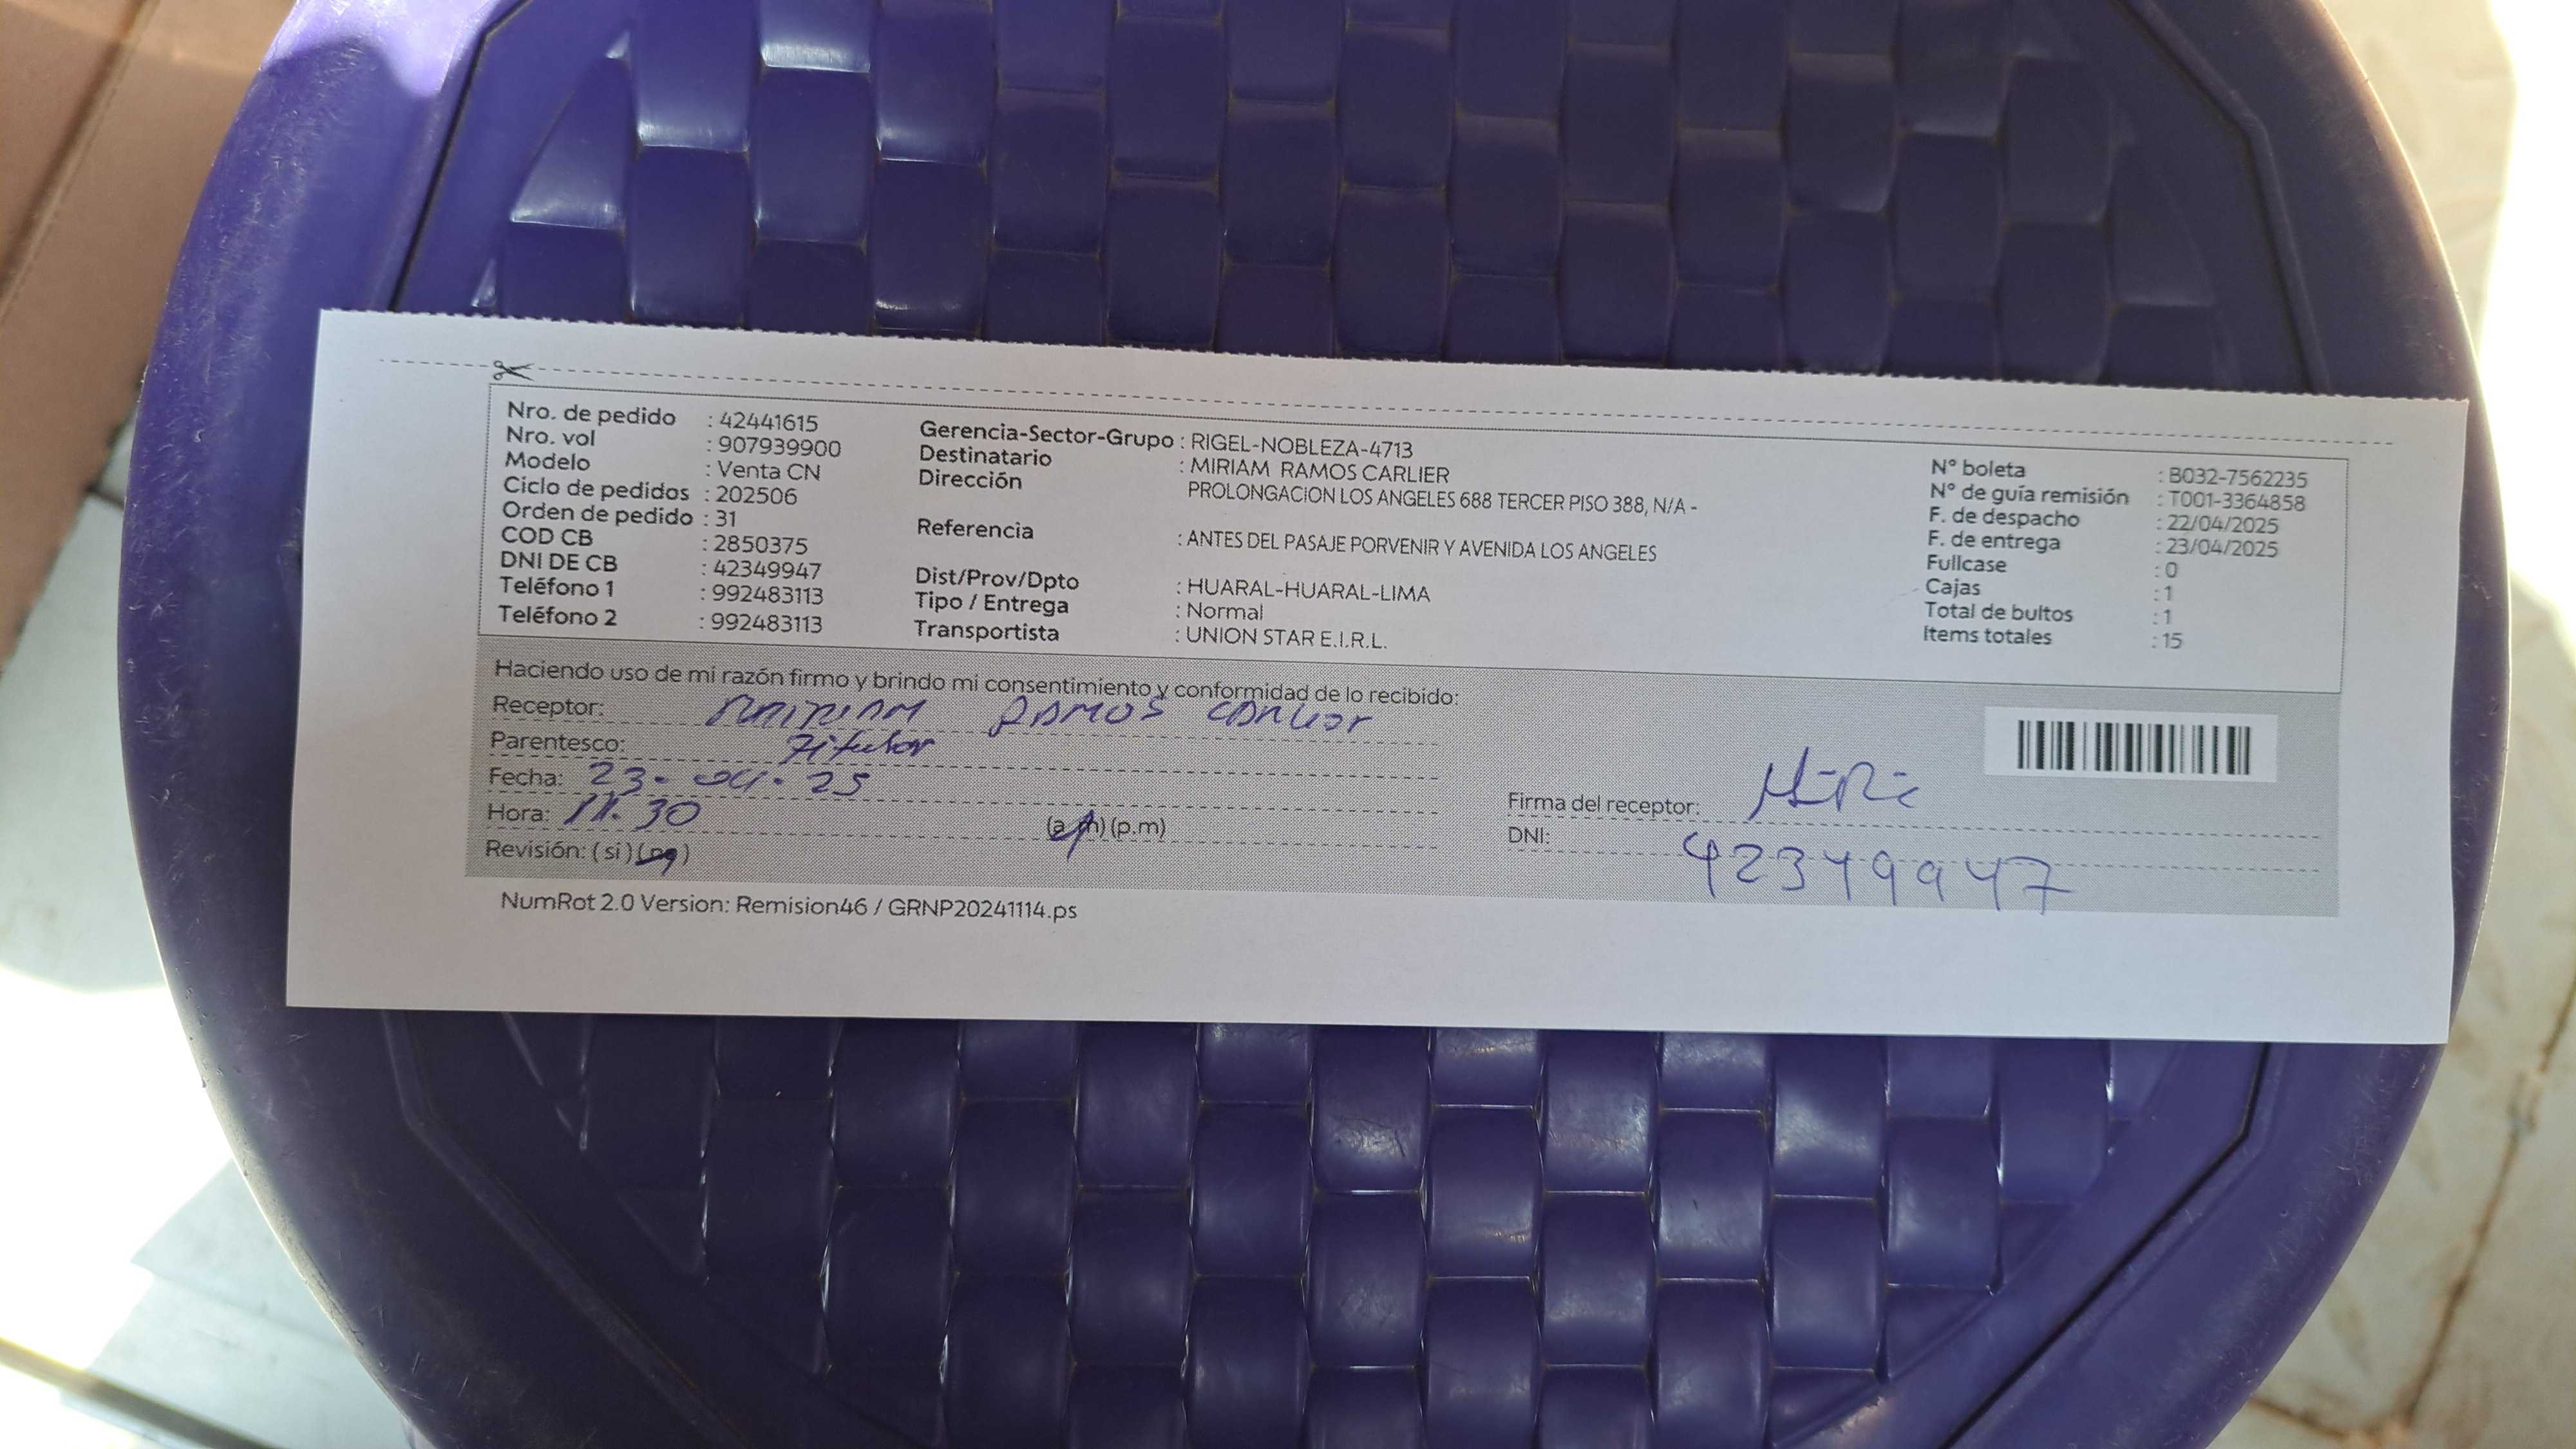 Nro. de pedido : 42441615
Nro. vol : 907939900
Modelo : Venta CN
Ciclo de pedidos : 202506
Orden de pedido : 31
COD CB : 2850375
DNI DE CB : 42349947
Teléfono 1 : 992483113
Teléfono 2 : 992483113
Gerencia-Sector-Grupo : RIGEL-NOBLEZA-4713
Destinatario : MIRIAM RAMOS CARLIER
Dirección PROLONGACION LOS ANGELES 688 TERCER PISO 388, N/A -
Referencia : ANTES DEL PASAJE PORVENIR Y AVENIDA LOS ANGELES
Dist/Prov/Dpto : HUARAL-HUARAL-LIMA
Tipo / Entrega : Normal
Transportista : UNION STAR E.I.R.L.
N° boleta : B032-7562235
N° de guía remisión : T001-3364858
F. de despacho : 22/04/2025
F. de entrega : 23/04/2025
Fullcase : 0
Cajas : 1
Total de bultos : 1
Items totales : 15
Haciendo uso de mi razón firmo y brindo mi consentimiento y conformidad de lo recibido:
Receptor: MIRIAM RAMOS
Parentesco: Titular
Fecha: 23-04-25
Hora: 11.30 (a.m) (p.m)
Revisión: ( si ) ( no )
Firma del receptor:
DNI: 42349947
NumRot 2.0 Version: Remision46 / GRNP20241114.ps